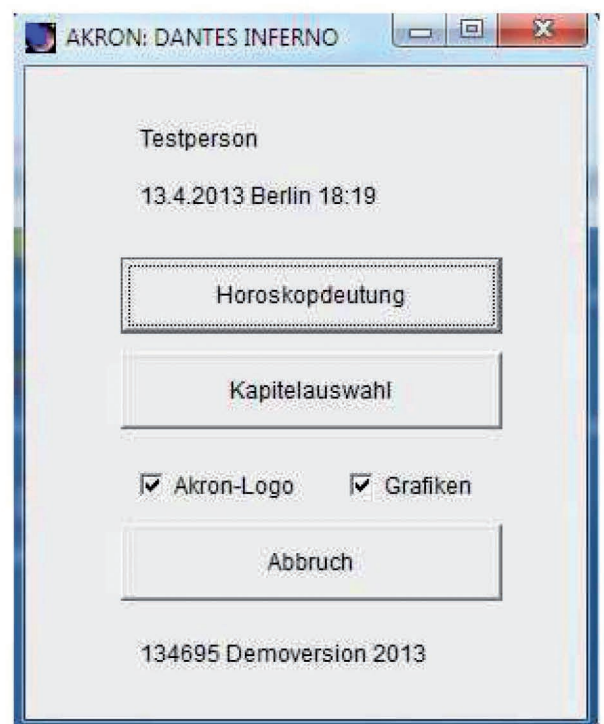 AKRON: DANTES INFERNO
Testperson
13.4.2013 Berlin 18:19
Horoskopdeutung
Kapitelauswahl
Akron-Logo Grafiken
Abbruch
134695 Demoversion 2013